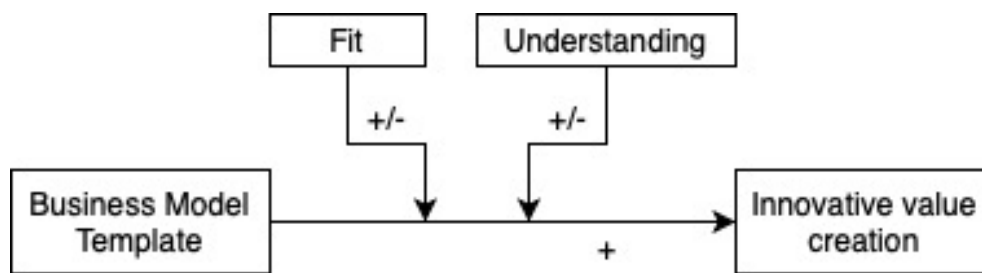 Fit
Understanding
+/-
+/-
Business Model
Template
Innovative value
creation
+